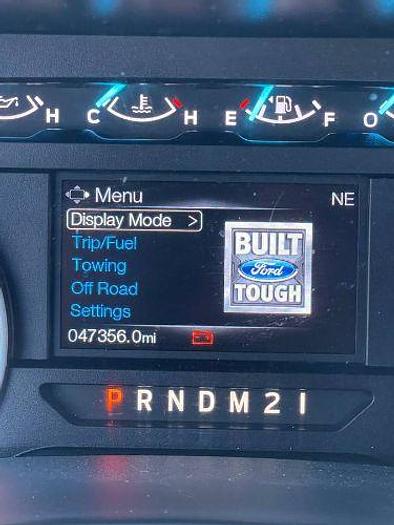 H C H E F O
Menu NE
Display Mode >
Trip/Fuel
Towing
Off Road
Settings
BUILT
Ford
TOUGH
047356.0mi
P R N D M 2 1